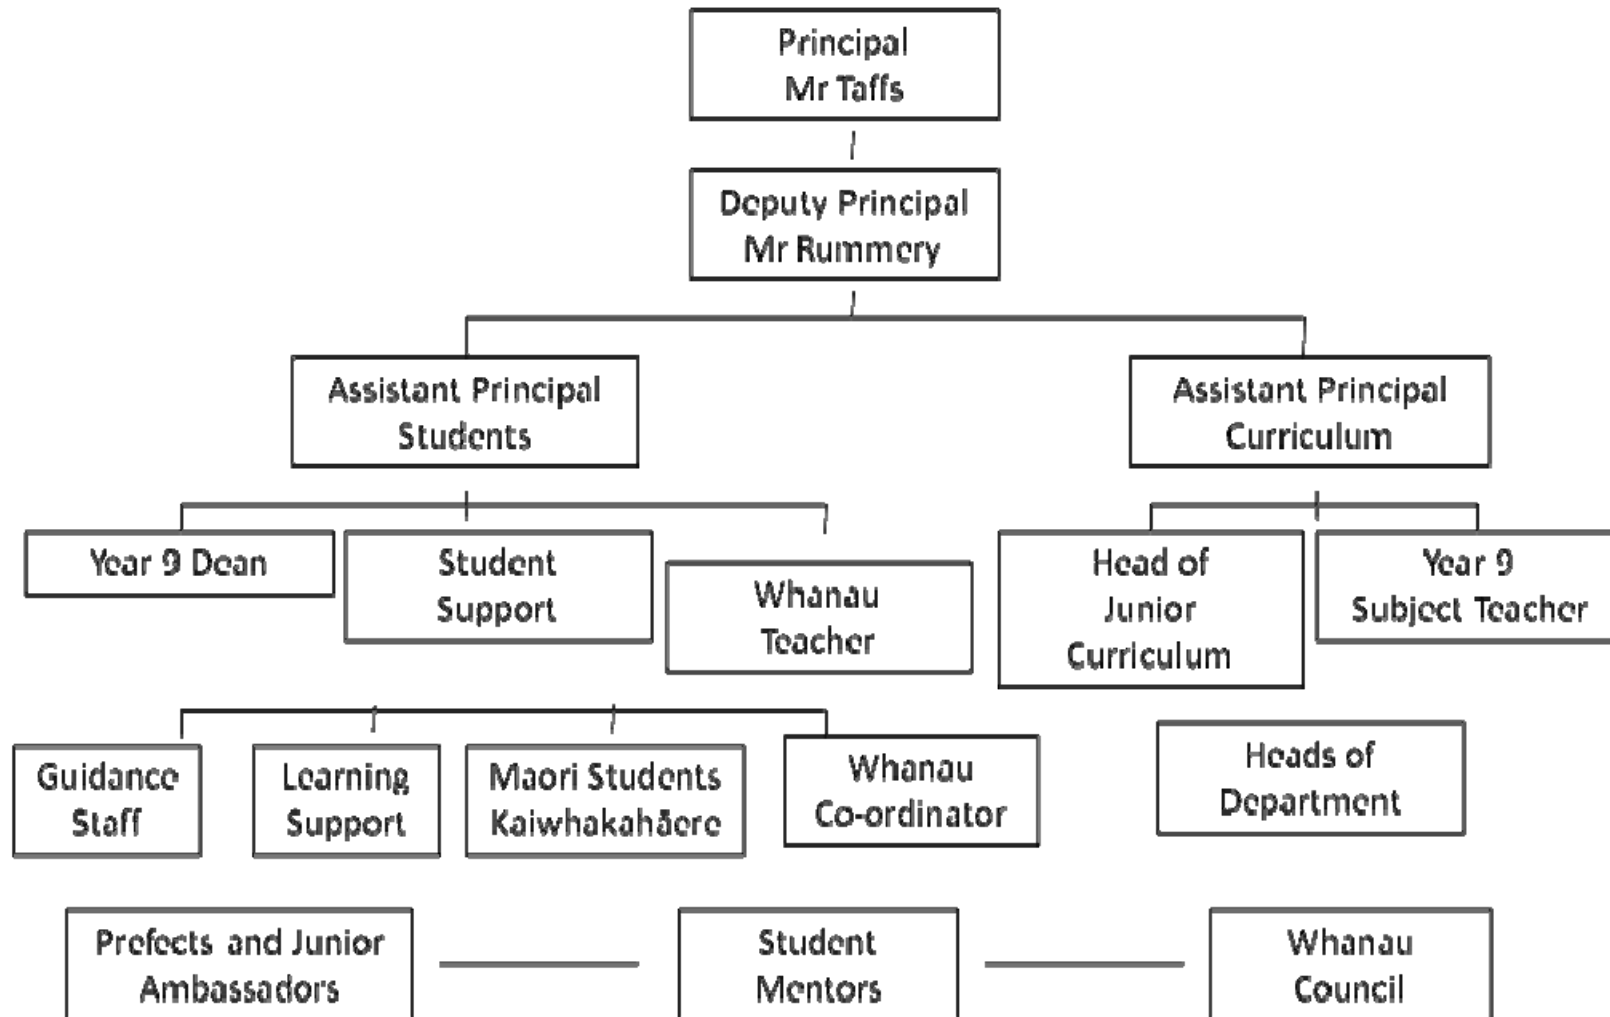 Principal
Mr Taffs
Deputy Principal
Mr Rummery
Assistant Principal
Students
Assistant Principal
Curriculum
Year 9 Dean
Student
Support
Whanau
Teacher
Head of
Junior
Curriculum
Year 9
Subject Teacher
Guidance
Staff
Learning
Support
Maori Students
Kaiwhakahāere
Whanau
Co-ordinator
Heads of
Department
Prefects and Junior
Ambassadors
Student
Mentors
Whanau
Council